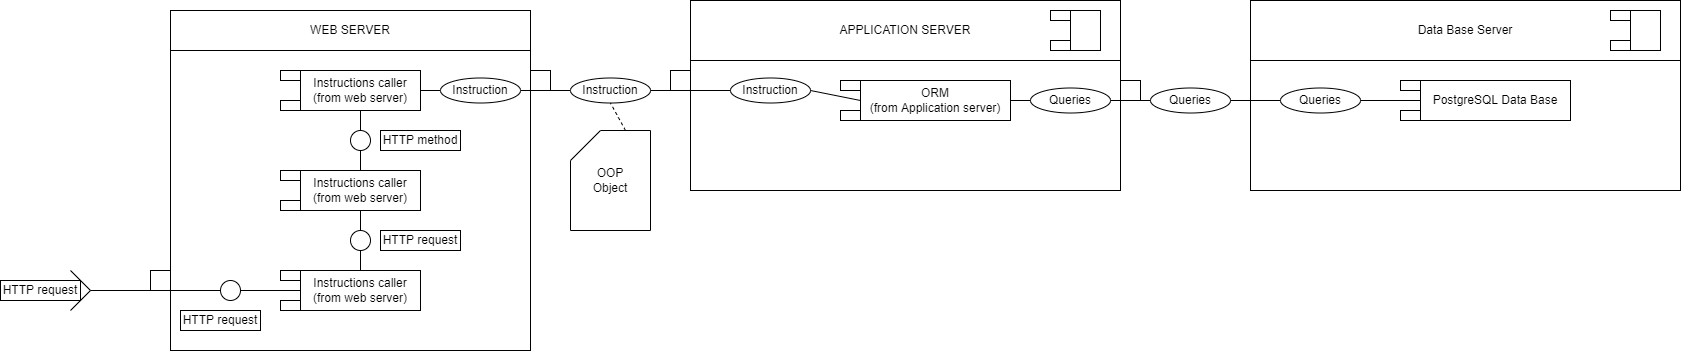 WEB SERVER
APPLICATION SERVER
Data Base Server
Instructions caller
(from web server)
Instruction
Instruction
Instruction
ORM
(from Application server)
Queries
Queries
Queries
PostgreSQL Data Base
HTTP method
OOP
Object
Instructions caller
(from web server)
HTTP request
Instructions caller
(from web server)
HTTP request
HTTP request